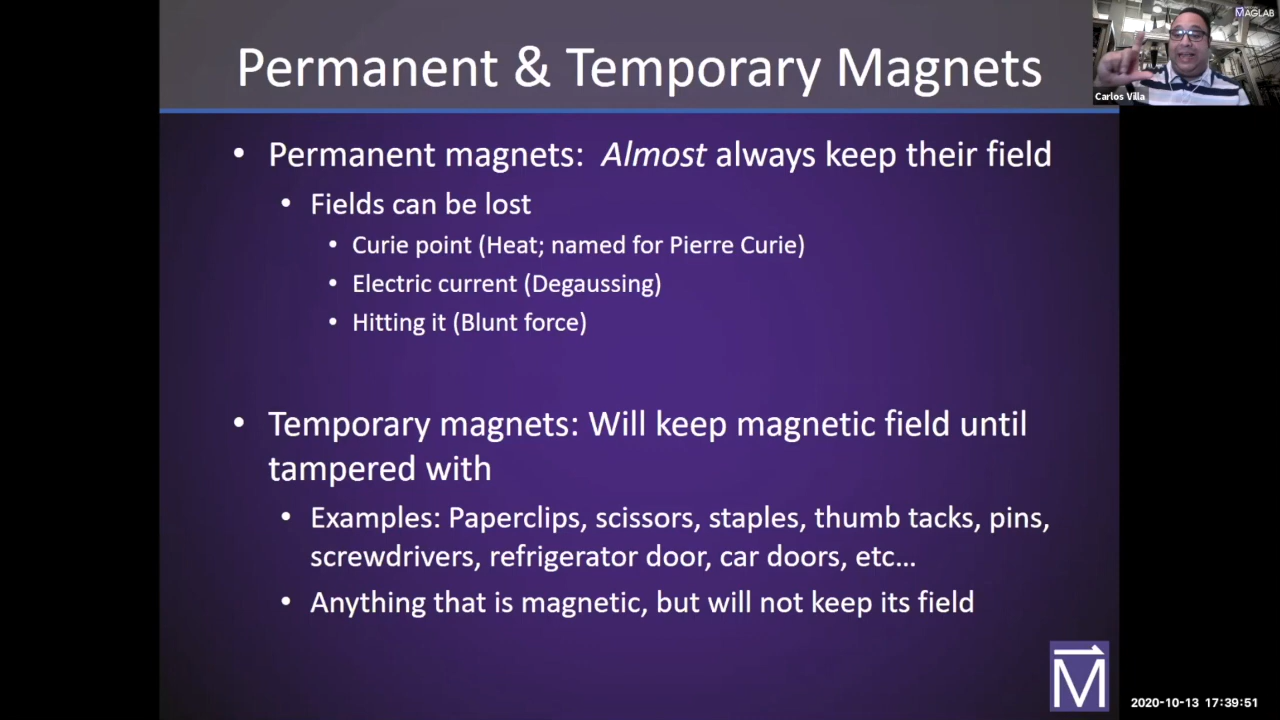 Permanent & Temporary Magnets
MAGLAB
Carlos Villa
• Permanent magnets: Almost always keep their field
• Fields can be lost
• Curie point (Heat; named for Pierre Curie)
• Electric current (Degaussing)
• Hitting it (Blunt force)
• Temporary magnets: Will keep magnetic field until
tampered with
• Examples: Paperclips, scissors, staples, thumb tacks, pins,
screwdrivers, refrigerator door, car doors, etc…
• Anything that is magnetic, but will not keep its field
M
2020-10-13 17:39:51